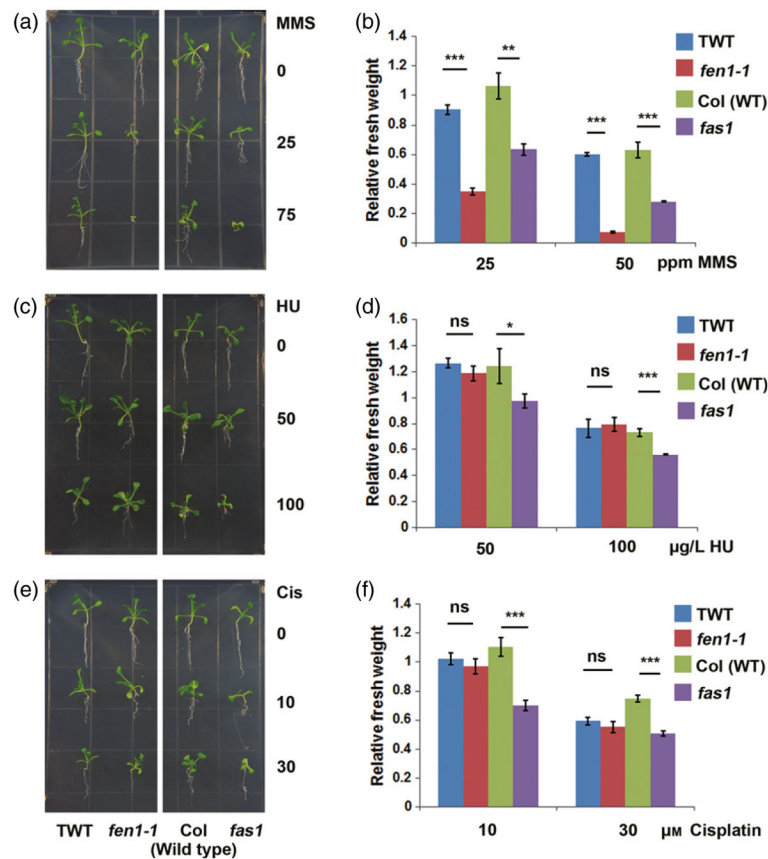 (a)
MMS
0
25
75
(b)
Relative fresh weight
1.2
1
0.8
0.6
0.4
0.2
0
***
**
***
***
25
50
ppm MMS
TWT
fen1-1
Col (WT)
fas1
(c)
HU
0
50
100
(d)
Relative fresh weight
1.6
1.4
1.2
1
0.8
0.6
0.4
0.2
0
ns
*
ns
***
50
100
µg/L HU
TWT
fen1-1
Col (WT)
fas1
(e)
Cis
0
10
30
TWT
fen1-1
Col
(Wild type)
fas1
(f)
Relative fresh weight
1.4
1.2
1
0.8
0.6
0.4
0.2
0
ns
***
ns
***
10
30
µM Cisplatin
TWT
fen1-1
Col (WT)
fas1